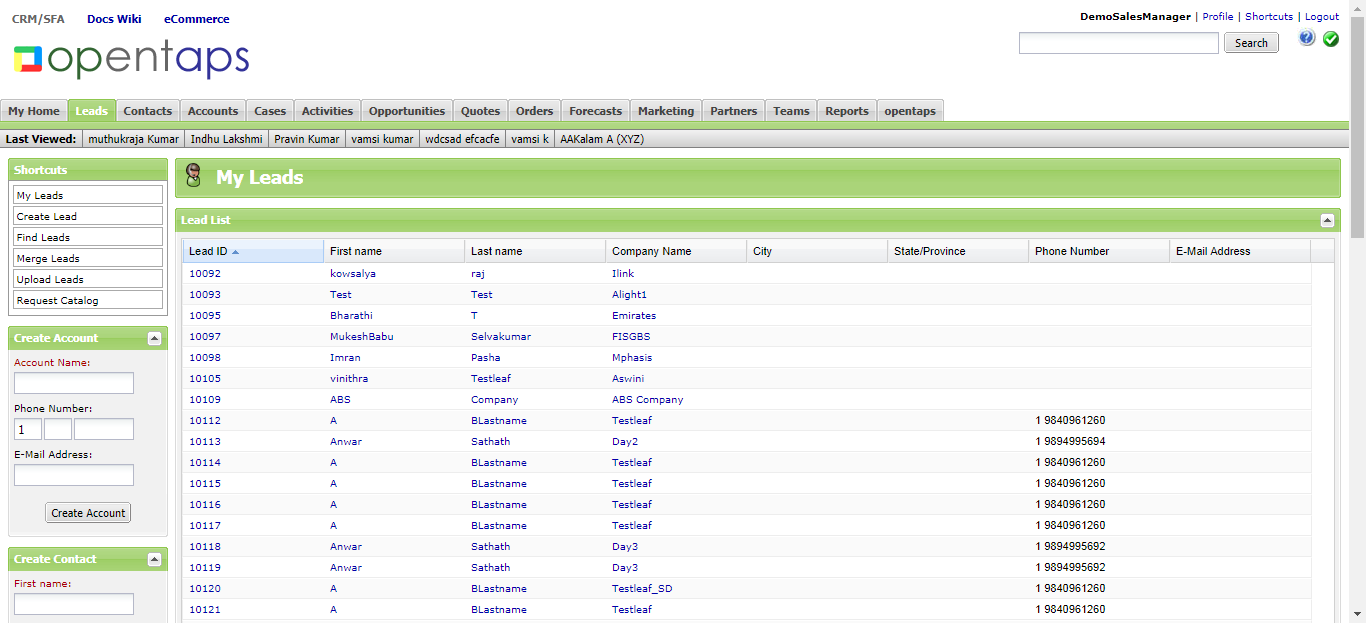 CRM/SFA Docs Wiki eCommerce
DemoSalesManager | Profile | Shortcuts | Logout
opentaps
Search
My Home Leads Contacts Accounts Cases Activities Opportunities Quotes Orders Forecasts Marketing Partners Teams Reports opentaps
Last Viewed: muthukraja Kumar Indhu Lakshmi Pravin Kumar vamsi kumar wdcsad efcacfe vamsi k AAKalam A (XYZ)
Shortcuts
My Leads
Create Lead
Find Leads
Merge Leads
Upload Leads
Request Catalog
Create Account
Account Name:
Phone Number:
1
E-Mail Address:
Create Account
Create Contact
First name:
My Leads
Lead List
Lead ID First name Last name Company Name City State/Province Phone Number E-Mail Address
10092 kowsalya raj Ilink
10093 Test Test Alight1
10095 Bharathi T Emirates
10097 MukeshBabu Selvakumar FISGBS
10098 Imran Pasha Mphasis
10105 vinithra Testleaf Aswini
10109 ABS Company ABS Company
10112 A BLastname Testleaf 1 9840961260
10113 Anwar Sathath Day2 1 9894995694
10114 A BLastname Testleaf 1 9840961260
10115 A BLastname Testleaf 1 9840961260
10116 A BLastname Testleaf 1 9840961260
10117 A BLastname Testleaf 1 9840961260
10118 Anwar Sathath Day3 1 9894995692
10119 Anwar Sathath Day3 1 9894995692
10120 A BLastname Testleaf_SD 1 9840961260
10121 A BLastname Testleaf 1 9840961260